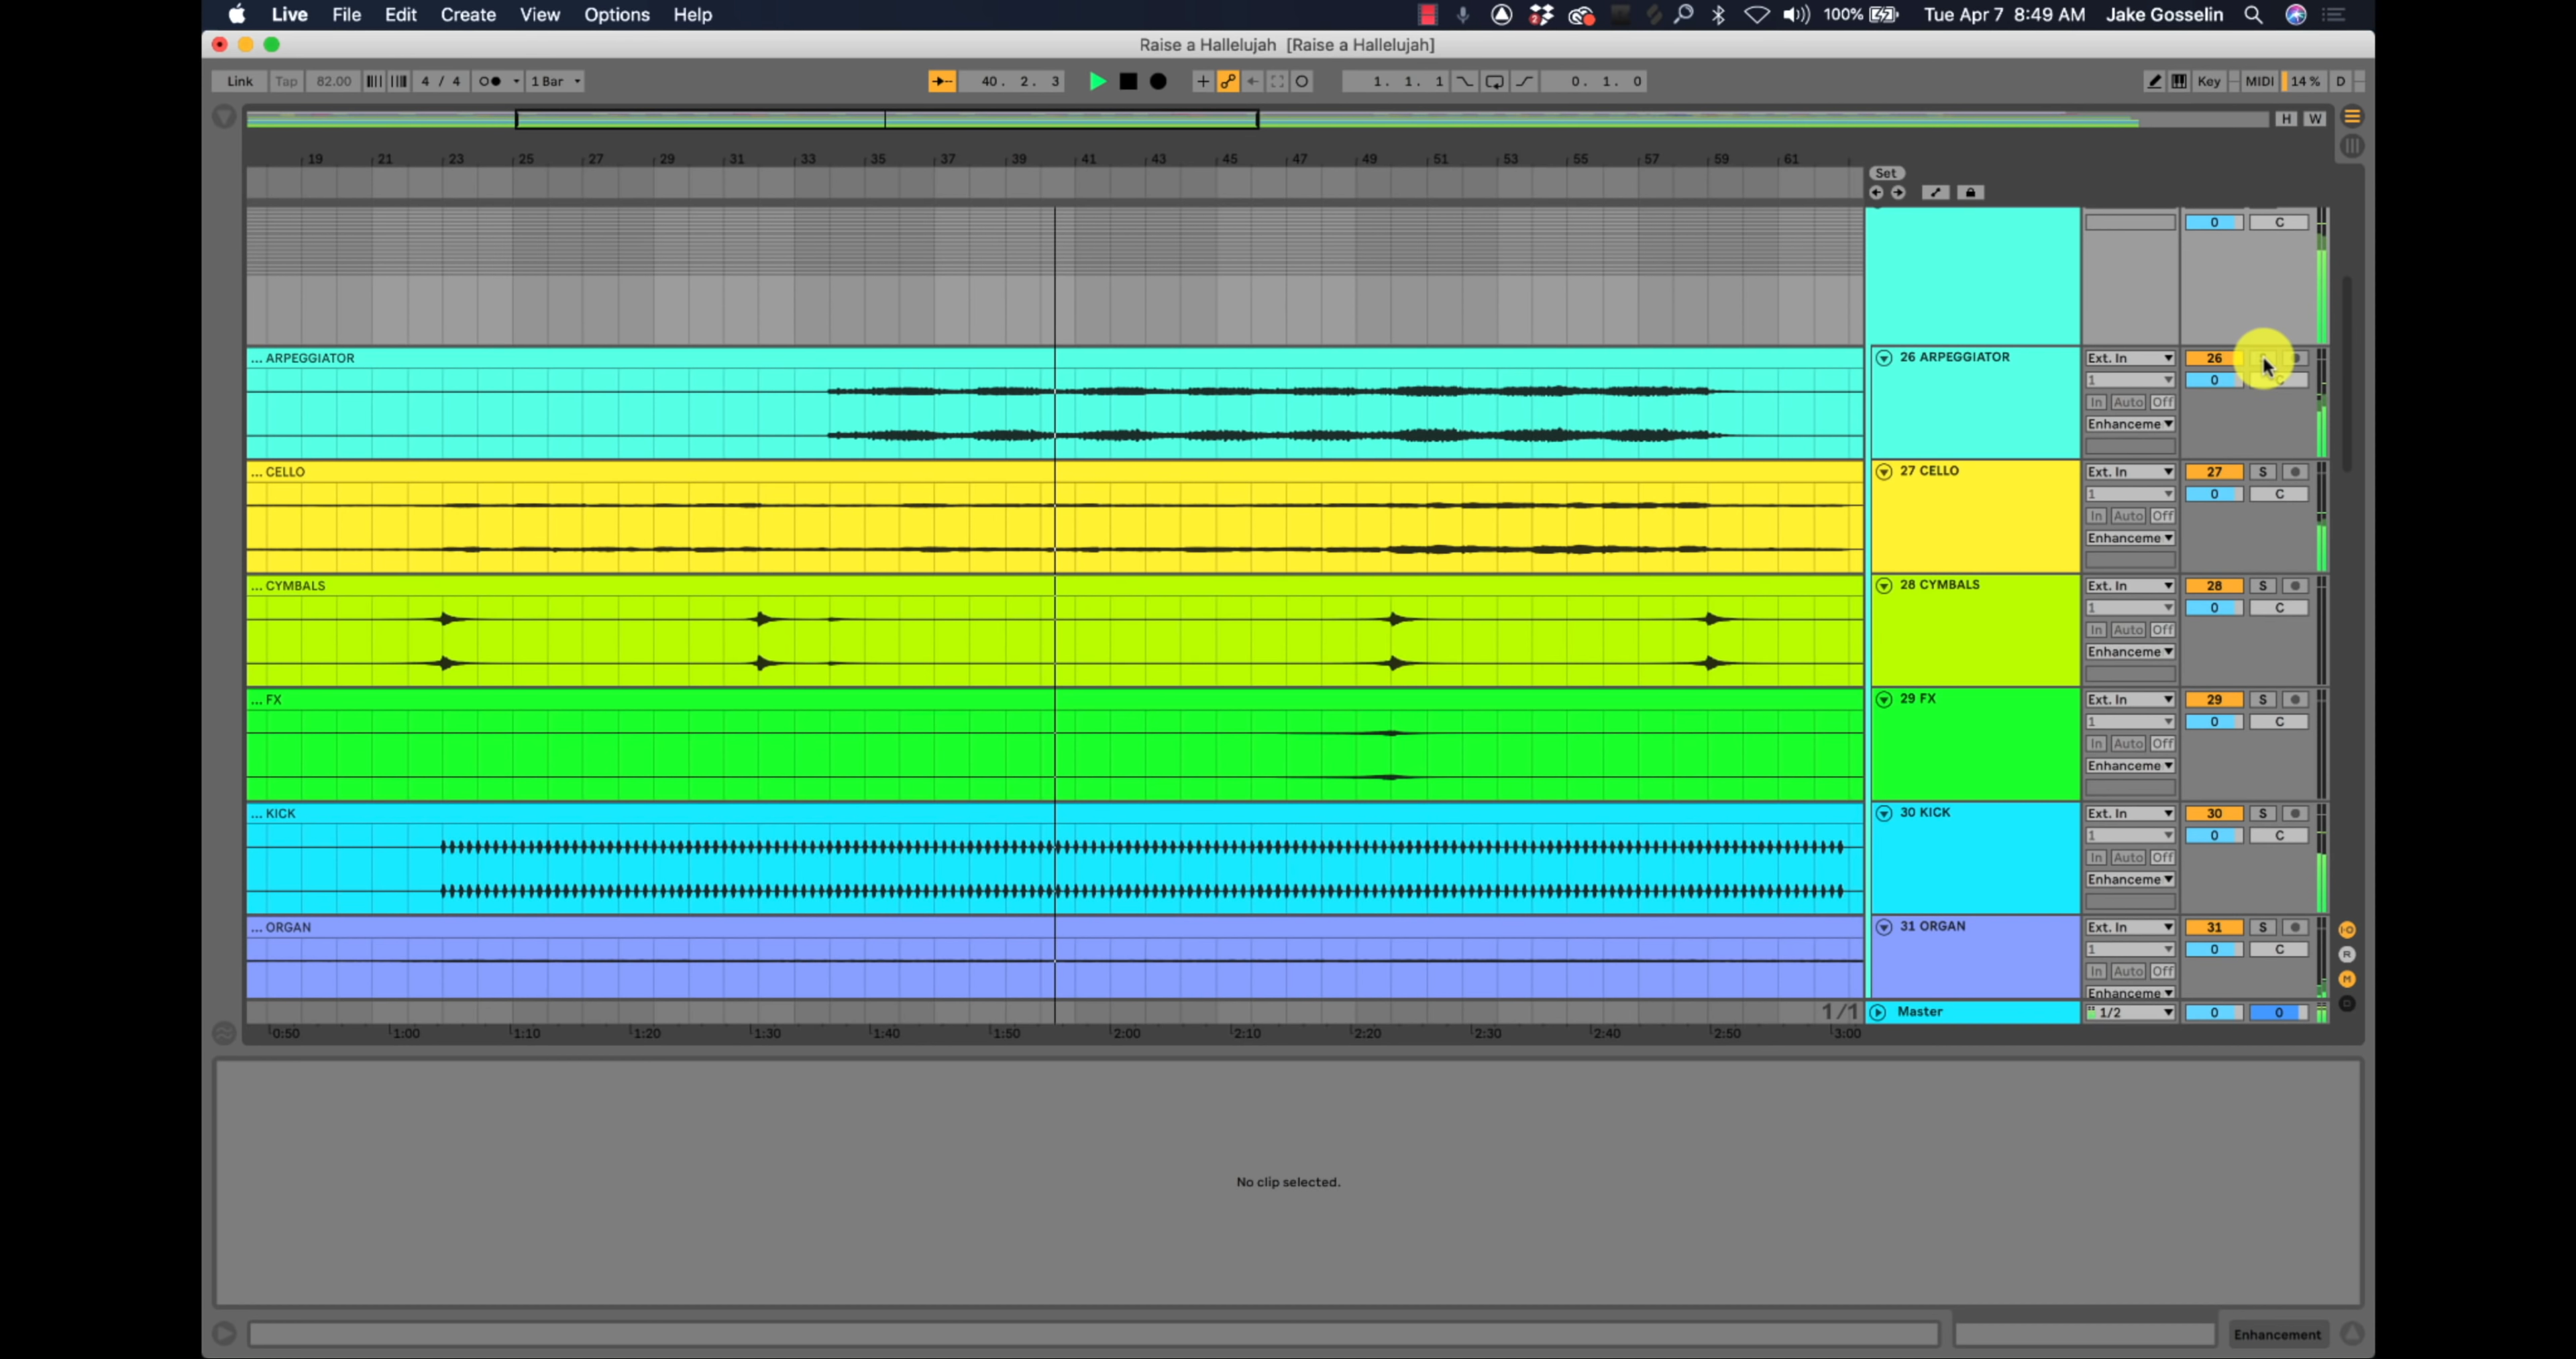 Live File Edit Create View Options Help 2 100% Tue Apr 7 8:49 AM Jake Gosselin
Raise a Hallelujah [Raise a Hallelujah]
Link Tap 82.00 4 / 4 1 Bar 40. 2. 3 1. 1. 1 0. 1. 0 Key MIDI 14 % D
H W
19 21 23 25 27 29 31 33 35 37 39 41 43 45 47 49 51 53 55 57 59 61
Set
0 C
... ARPEGGIATOR 26 ARPEGGIATOR Ext. In 26
1 0 C
In Auto Off
Enhanceme
... CELLO 27 CELLO Ext. In 27 S
1 0 C
In Auto Off
Enhanceme
... CYMBALS 28 CYMBALS Ext. In 28 S
1 0 C
In Auto Off
Enhanceme
... FX 29 FX Ext. In 29 S
1 0 C
In Auto Off
Enhanceme
... KICK 30 KICK Ext. In 30 S
1 0 C
In Auto Off
Enhanceme
... ORGAN 31 ORGAN Ext. In 31 S
1 0 C
R
In Auto Off
M
Enhanceme
1/1 Master 1/2 0 0
0:50 1:00 1:10 1:20 1:30 1:40 1:50 2:00 2:10 2:20 2:30 2:40 2:50 3:00
No clip selected.
Enhancement